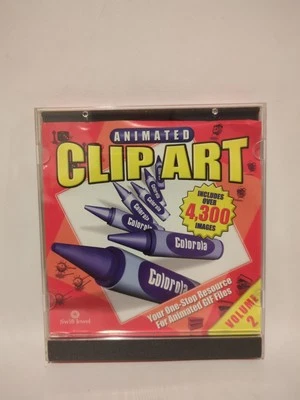 ANIMATED
CLIP ART
INCLUDES
OVER
4,300
IMAGES
Colorola
Colorola
Colorola
Your One-Stop Resource
For Animated GIF Files
VOLUME
2